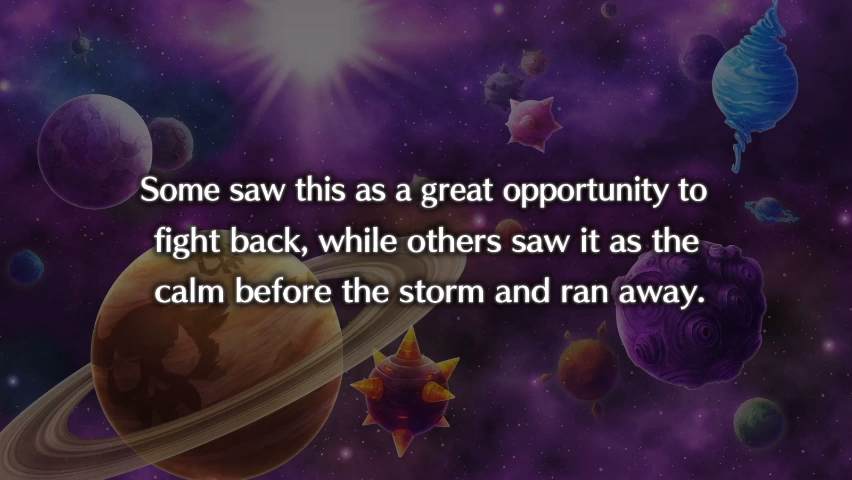 Some saw this as a great opportunity to
fight back, while others saw it as the
calm before the storm and ran away.